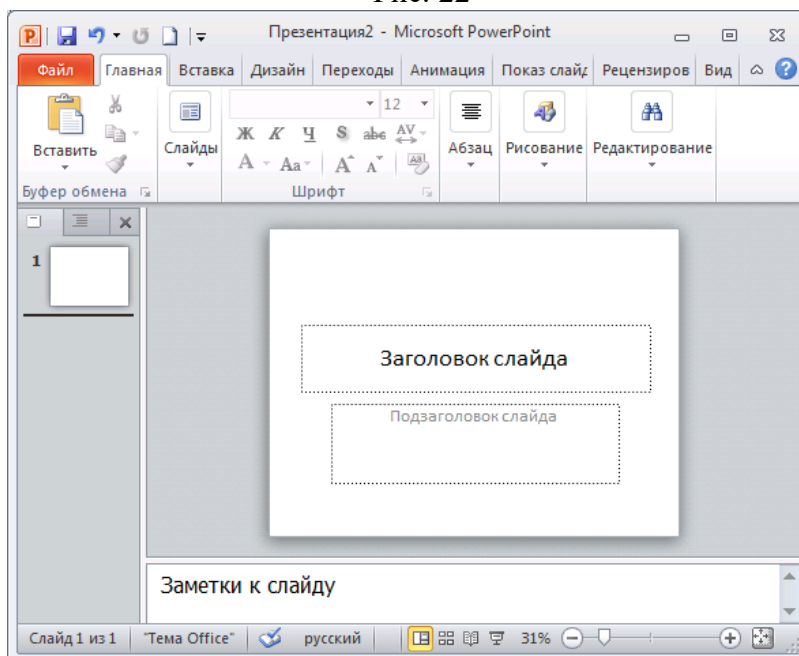 Презентация2 - Microsoft PowerPoint
Файл Главная Вставка Дизайн Переходы Анимация Показ слайд Рецензиров Вид
12
Ж К Ч S abc AV
Вставить Слайды Абзац Рисование Редактирование
A Aa A A
Буфер обмена Шрифт
1
Заголовок слайда
Подзаголовок слайда
Заметки к слайду
Слайд 1 из 1 "Тема Office" русский 31%